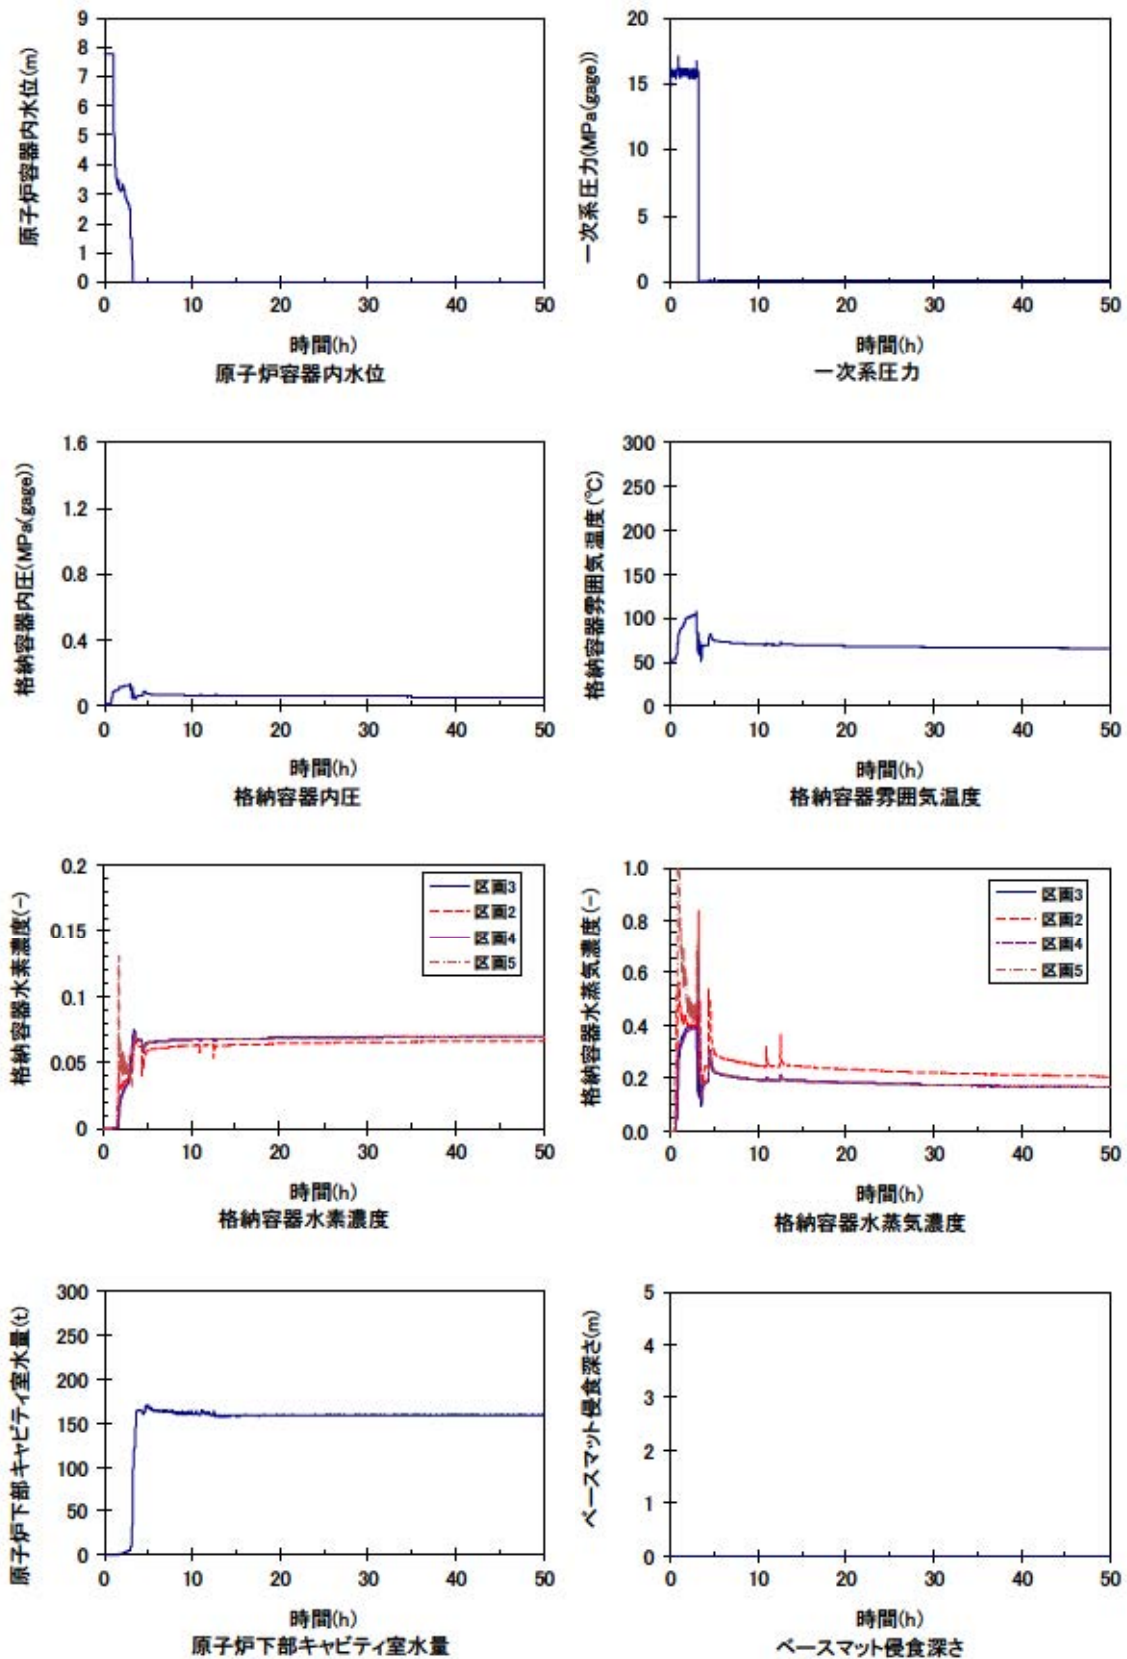 原子炉容器内水位(m)
9
8
7
6
5
4
3
2
1
0
0 10 20 30 40 50
時間(h)
原子炉容器内水位
一次系圧力(MPa(gage))
20
15
10
5
0
0 10 20 30 40 50
時間(h)
一次系圧力
格納容器内圧(MPa(gage))
1.6
1.2
0.8
0.4
0
0 10 20 30 40 50
時間(h)
格納容器内圧
格納容器雰囲気温度(℃)
300
250
200
150
100
50
0
0 10 20 30 40 50
時間(h)
格納容器雰囲気温度
格納容器水素濃度(-)
0.2
0.15
0.1
0.05
0
区画3
区画2
区画4
区画5
0 10 20 30 40 50
時間(h)
格納容器水素濃度
格納容器水蒸気濃度(-)
1.0
0.8
0.6
0.4
0.2
0.0
区画3
区画2
区画4
区画5
0 10 20 30 40 50
時間(h)
格納容器水蒸気濃度
原子炉下部キャビティ室水量(t)
300
250
200
150
100
50
0
0 10 20 30 40 50
時間(h)
原子炉下部キャビティ室水量
ベースマット侵食深さ(m)
5
4
3
2
1
0
0 10 20 30 40 50
時間(h)
ベースマット侵食深さ